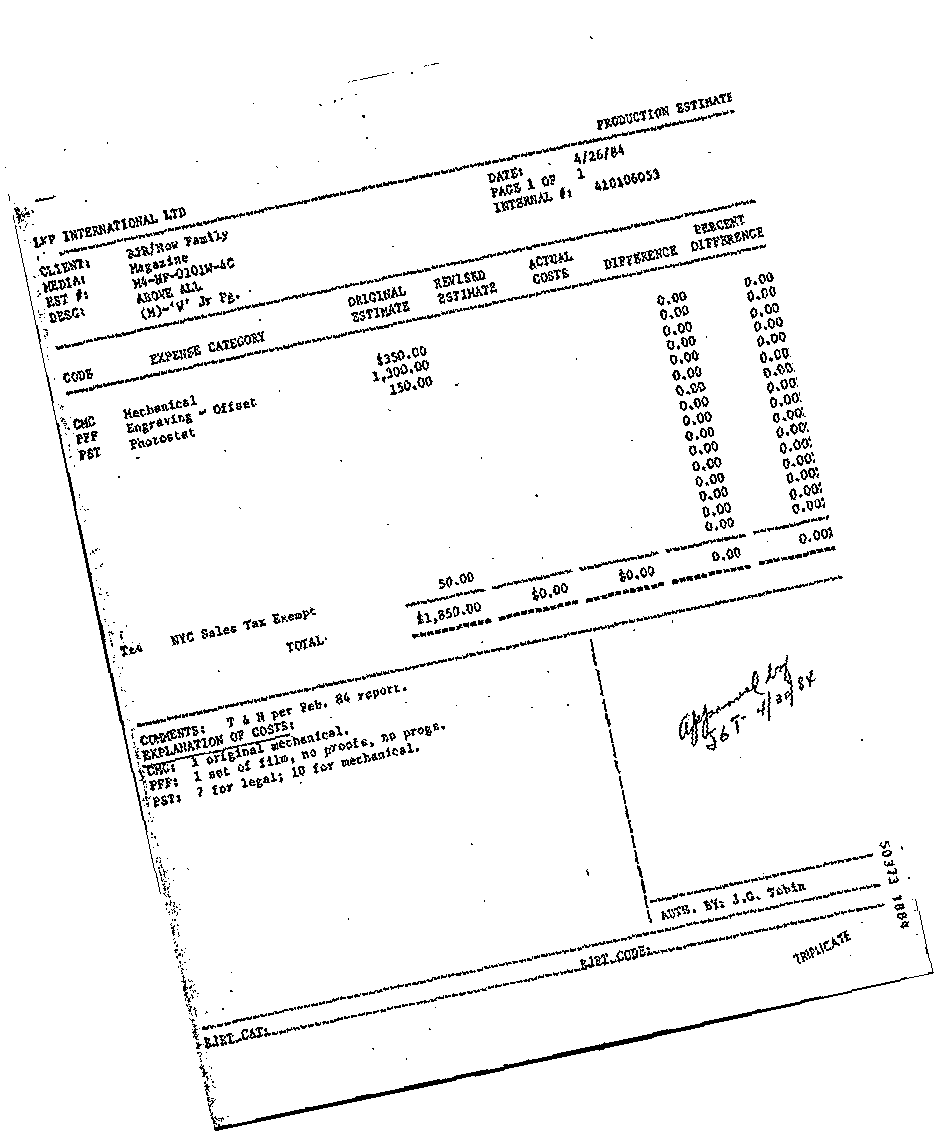 PRODUCTION ESTIMATE
DATE: 4/26/84
PAGE 1 OF 1
INTERNAL #: 420106053
INTERNATIONAL LTD
CLIENT: RJR/Now Family
MEDIA: Magazine
EST #: M4-MF-0101W-4C
DESC: ABOVE ALL
(M)-'W' Jr Pg.
CODE EXPENSE CATEGORY ORIGINAL ESTIMATE REVISED ESTIMATE ACTUAL COSTS DIFFERENCE PERCENT DIFFERENCE
CMC Mechanical $350.00 0.00 0.00
PFF Engraving - Offset 1,300.00 0.00 0.00
PST Photostat 150.00 0.00 0.00
0.00 0.00
0.00 0.00
0.00 0.00
0.00 0.00
0.00 0.00%
0.00 0.00%
0.00 0.00%
0.00 0.00%
0.00 0.00%
0.00 0.00%
0.00 0.00%
0.00 0.00%
0.00 0.00%
NYC Sales Tax Exempt 50.00 0.00 0.00%
TOTAL $1,850.00 $0.00 $0.00
COMMENTS: T & H per Feb. 84 report.
EXPLANATION OF COSTS:
CMC: 1 original mechanical.
PFF: 1 set of film, no proofs, no progs.
PST: 7 for legal; 10 for mechanical.
Approved by
JGT 4/30/84
AUTH. BY: J.G. Tobin
50373 1884
RJRT CODE:
TRIPLICATE
RJRT CAT: